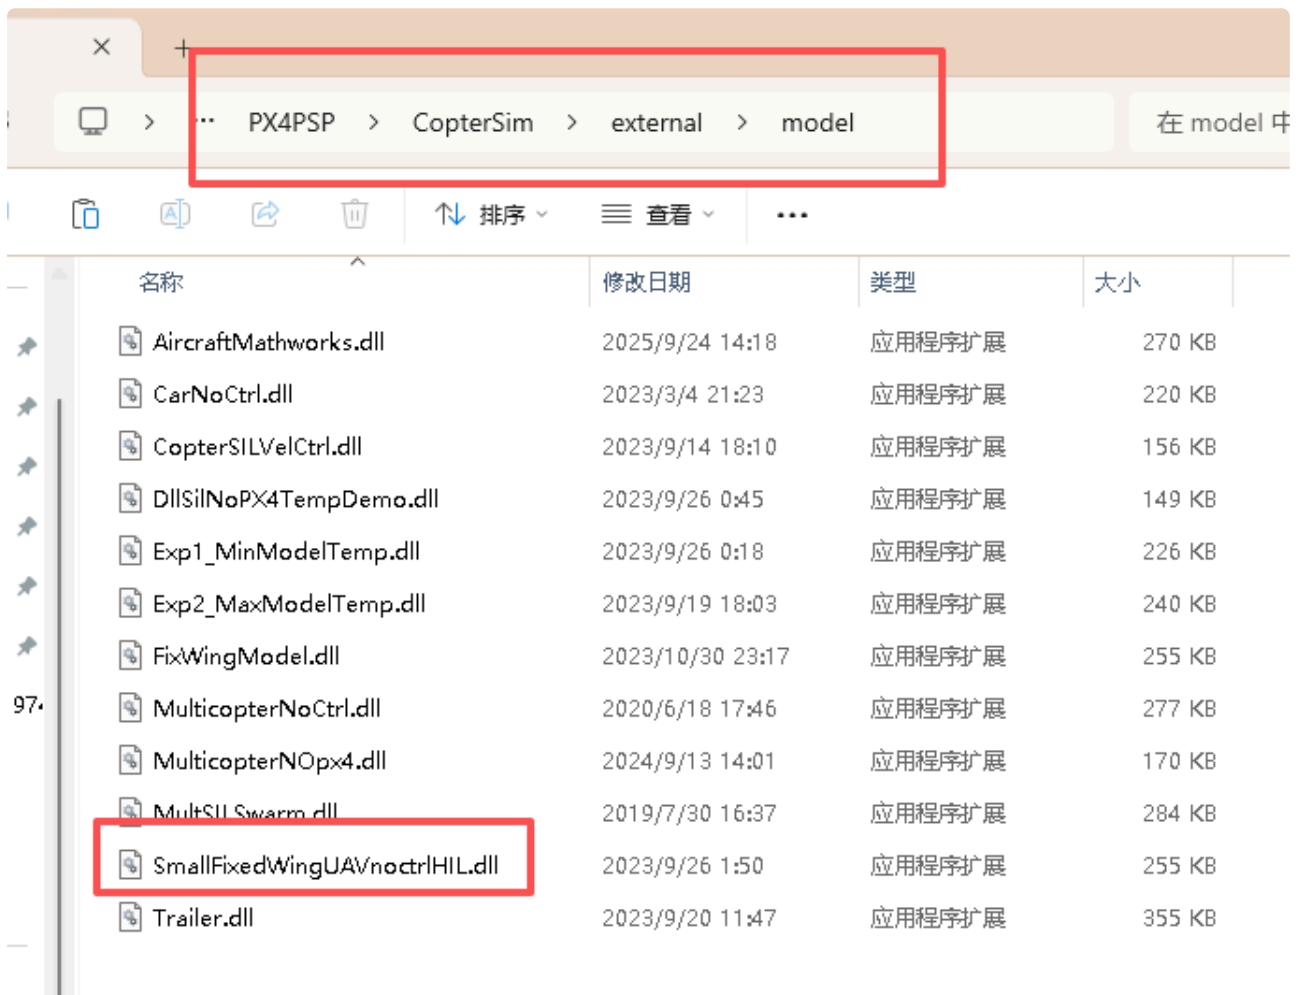 PX4PSP > CopterSim > external > model
在 model 中
排序 查看
名称 修改日期 类型 大小
AircraftMathworks.dll 2025/9/24 14:18 应用程序扩展 270 KB
CarNoCtrl.dll 2023/3/4 21:23 应用程序扩展 220 KB
CopterSILVelCtrl.dll 2023/9/14 18:10 应用程序扩展 156 KB
DllSilNoPX4TempDemo.dll 2023/9/26 0:45 应用程序扩展 149 KB
Exp1_MinModelTemp.dll 2023/9/26 0:18 应用程序扩展 226 KB
Exp2_MaxModelTemp.dll 2023/9/19 18:03 应用程序扩展 240 KB
FixWingModel.dll 2023/10/30 23:17 应用程序扩展 255 KB
97
MulticopterNoCtrl.dll 2020/6/18 17:46 应用程序扩展 277 KB
MulticopterNOpx4.dll 2024/9/13 14:01 应用程序扩展 170 KB
MultSILSwarm.dll 2019/7/30 16:37 应用程序扩展 284 KB
SmallFixedWingUAVnoctrlHIL.dll 2023/9/26 1:50 应用程序扩展 255 KB
Trailer.dll 2023/9/20 11:47 应用程序扩展 355 KB